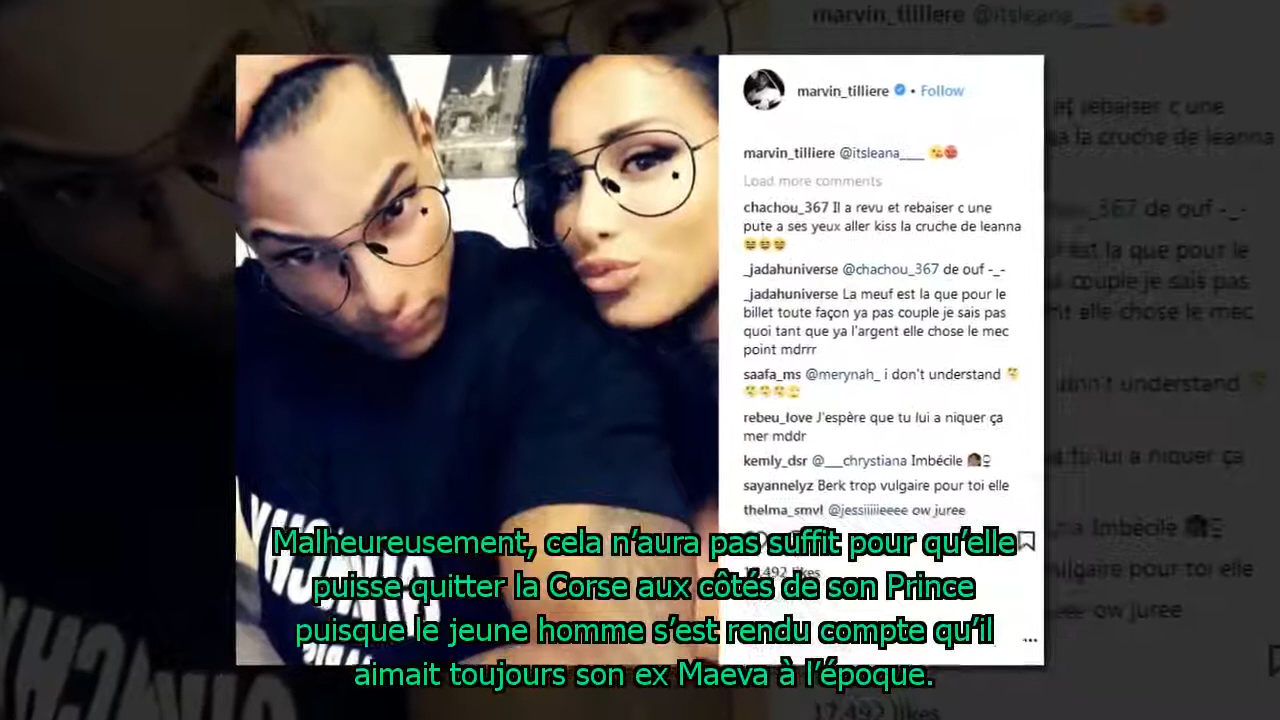 marvin_tilliere • Follow
marvin_tilliere @itsleana____ 😘😡
Load more comments
chachou_367 Il a revu et rebaiser c une
pute a ses yeux aller kiss la cruche de leanna
😄😄😄
_jadahuniverse @chachou_367 de ouf -_-
_jadahuniverse La meuf est la que pour le
billet toute façon ya pas couple je sais pas
quoi tant que ya l'argent elle chose le mec
point mdrrr
saafa_ms @merynah_ i don't understand
rebeu_love J'espère que tu lui a niquer ça
mer mddr
kemly_dsr @___chrystiana Imbécile
sayannelyz Berk trop vulgaire pour toi elle
thelma_smvl @jessiiiiieeee ow juree
17,492 likes
Malheureusement, cela n’aura pas suffit pour qu’elle
puisse quitter la Corse aux côtés de son Prince
puisque le jeune homme s’est rendu compte qu’il
aimait toujours son ex Maeva à l’époque.